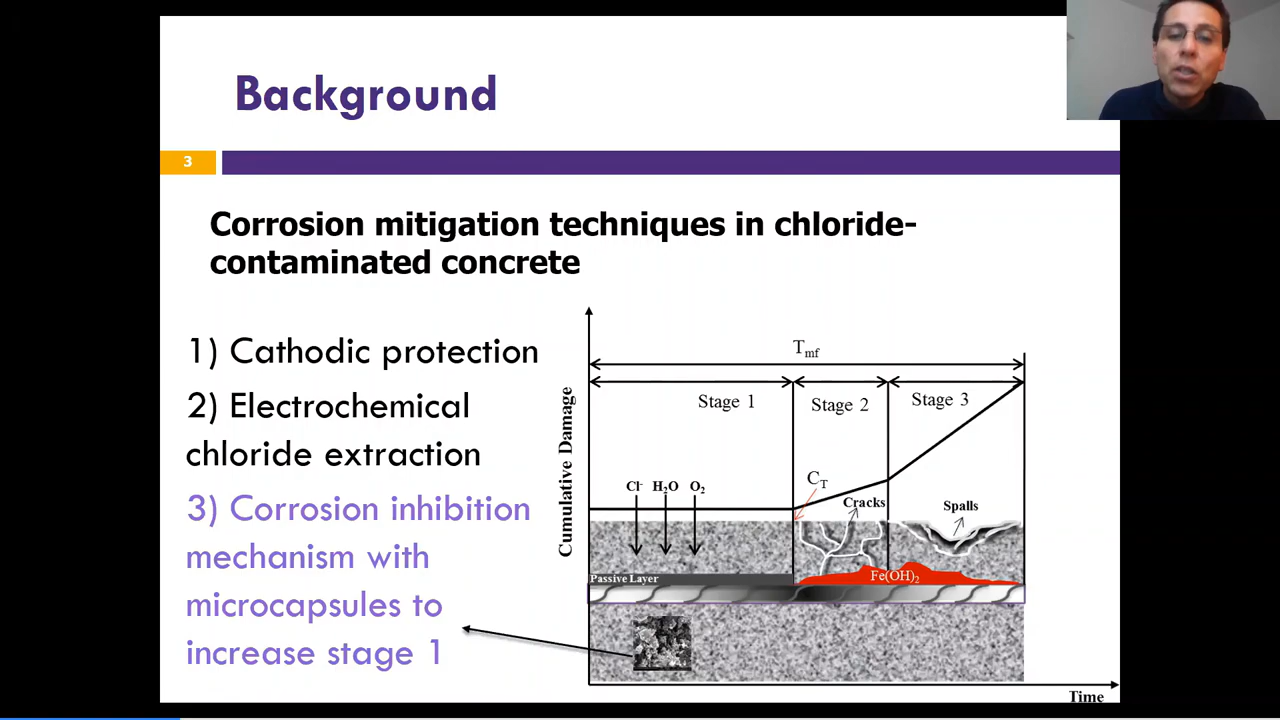 Background
3
Corrosion mitigation techniques in chloride-
contaminated concrete
1) Cathodic protection
2) Electrochemical
chloride extraction
3) Corrosion inhibition
mechanism with
microcapsules to
increase stage 1
Cumulative Damage
Tmf
Stage 1
Stage 2
Stage 3
CT
Cl⁻ H₂O O₂
Cracks
Spalls
Passive Layer
Fe(OH)₂
Time